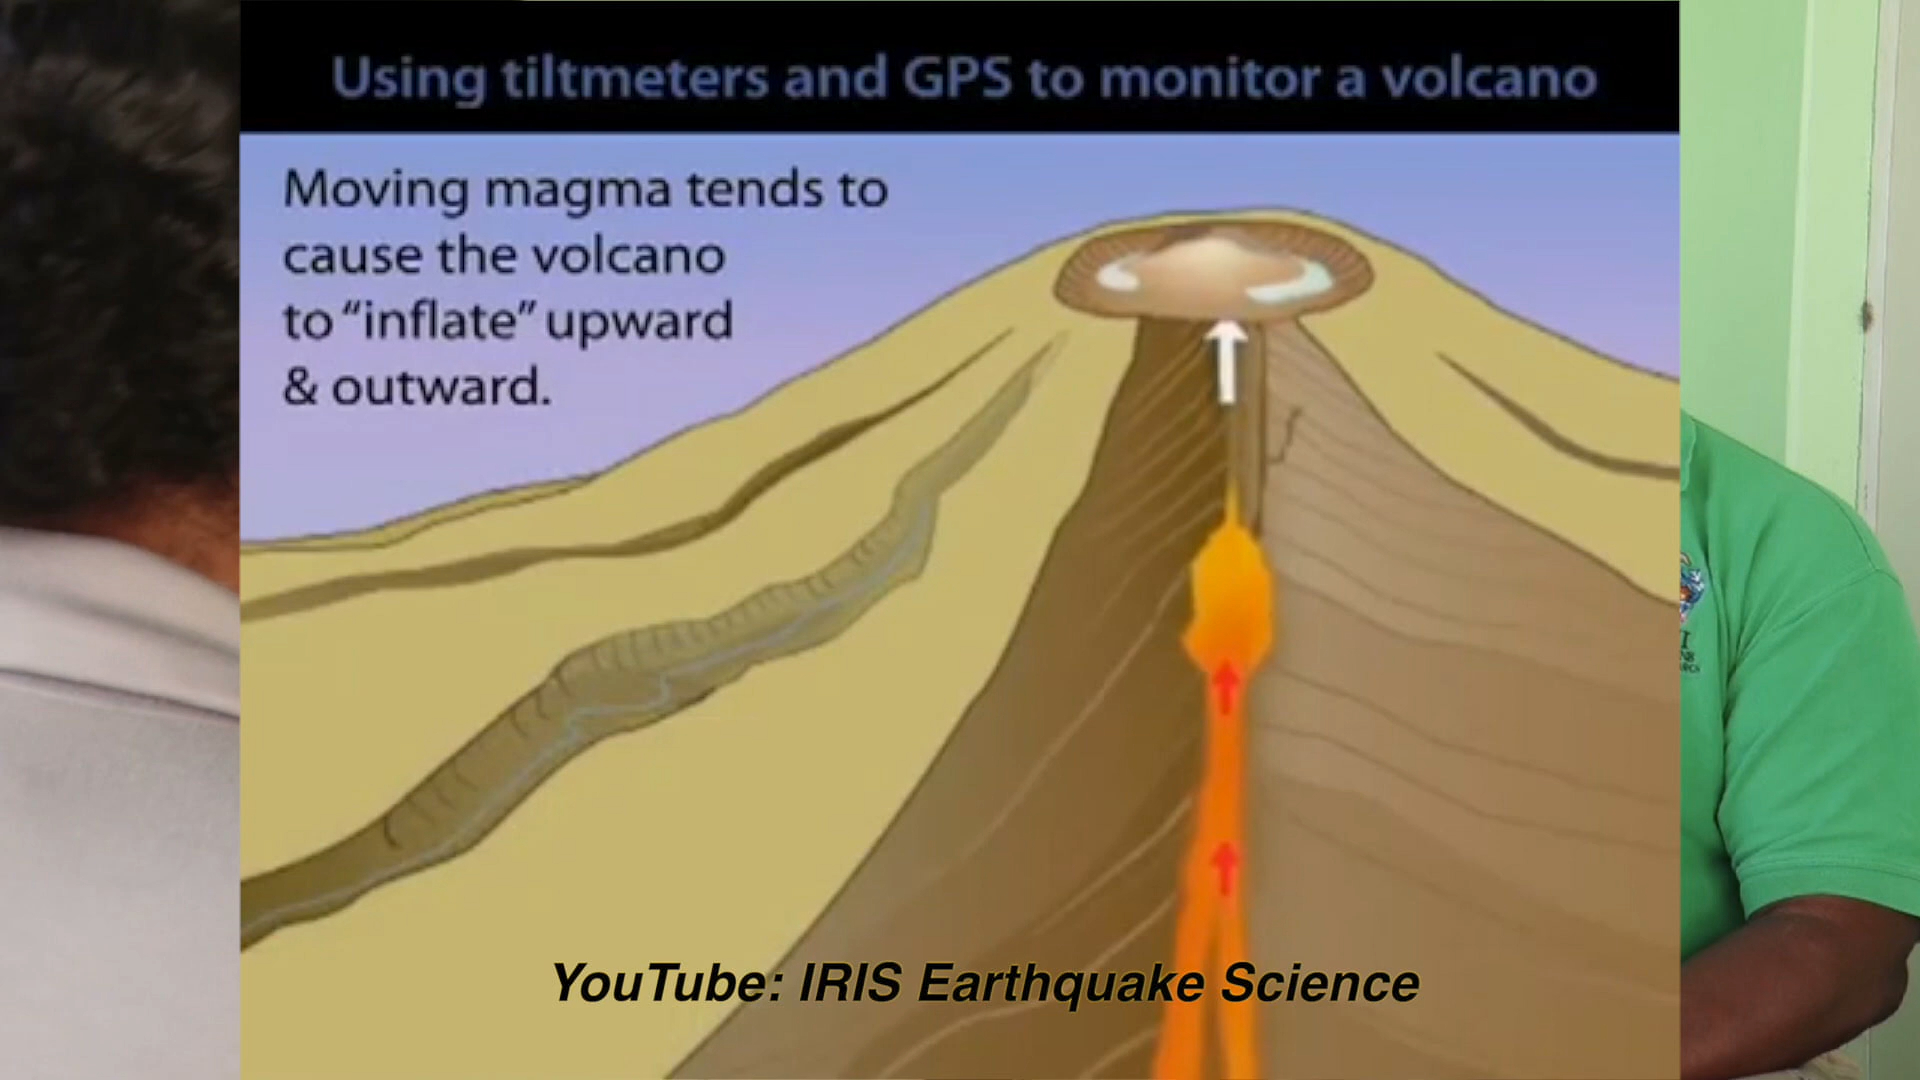 Using tiltmeters and GPS to monitor a volcano
Moving magma tends to
cause the volcano
to “inflate” upward
& outward.
YouTube: IRIS Earthquake Science